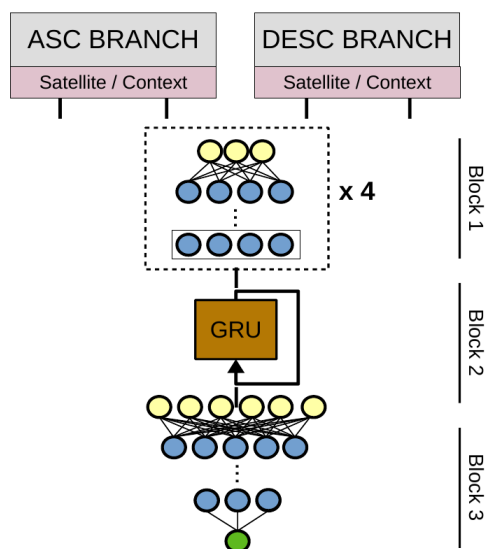 ASC BRANCH
Satellite / Context
DESC BRANCH
Satellite / Context
x 4
Block 1
GRU
Block 2
Block 3